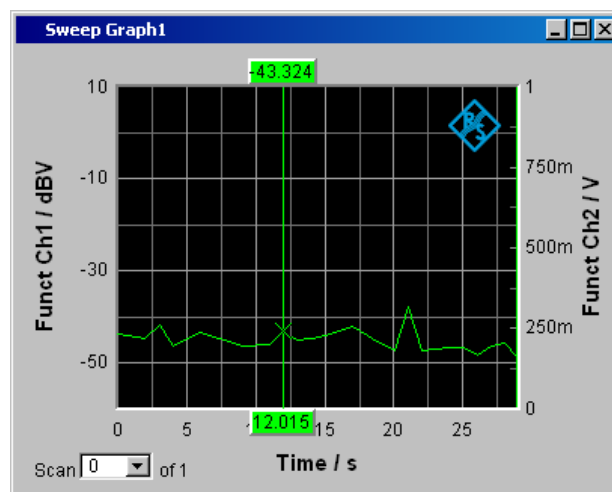 Sweep Graph1
-43.324
10
-10
-30
-50
Funct Ch1 / dBV
1
750m
500m
250m
0
Funct Ch2 / V
R S
12.015
0 5 15 20 25
Time / s
Scan 0 of 1